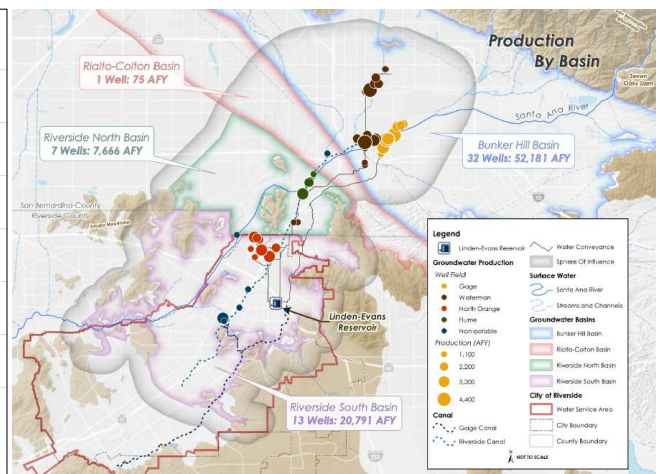 Production
By Basin
Rialto-Colton Basin
1 Well: 75 AFY
Seven
Oaks Dam
Santa Ana River
Riverside North Basin
7 Wells: 7,666 AFY
Bunker Hill Basin
32 Wells: 52,181 AFY
San Bernardino County
Riverside County
Jurupa Mountains
Linden-Evans
Reservoir
Riverside South Basin
13 Wells: 20,791 AFY
Legend
Linden-Evans Reservoir
Groundwater Production
Well Field
Gage
Waterman
North Orange
Flume
Non-potable
Production (AFY)
1,100
2,200
3,300
4,400
Canal
Gage Canal
Riverside Canal
Water Conveyance
Sphere Of Influence
Surface Water
Santa Ana River
Streams and Channels
Groundwater Basins
Bunker Hill Basin
Rialto-Colton Basin
Riverside North Basin
Riverside South Basin
City of Riverside
Water Service Area
City Boundary
County Boundary
N
NOT TO SCALE